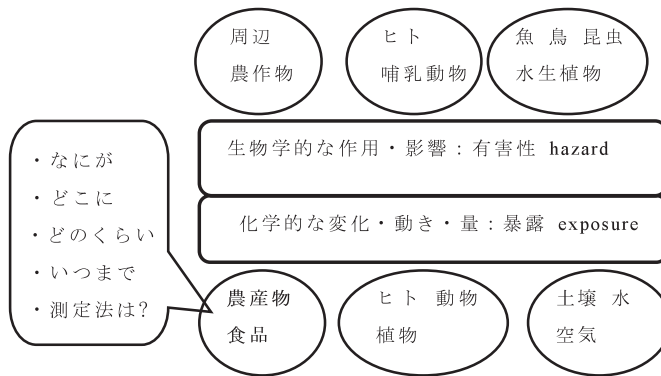 周辺
農作物
ヒト
哺乳動物
魚 鳥 昆虫
水生植物
生物学的な作用・影響：有害性 hazard
化学的な変化・動き・量：暴露 exposure
・なにが
・どこに
・どのくらい
・いつまで
・測定法は?
農産物
食品
ヒト 動物
植物
土壌 水
空気